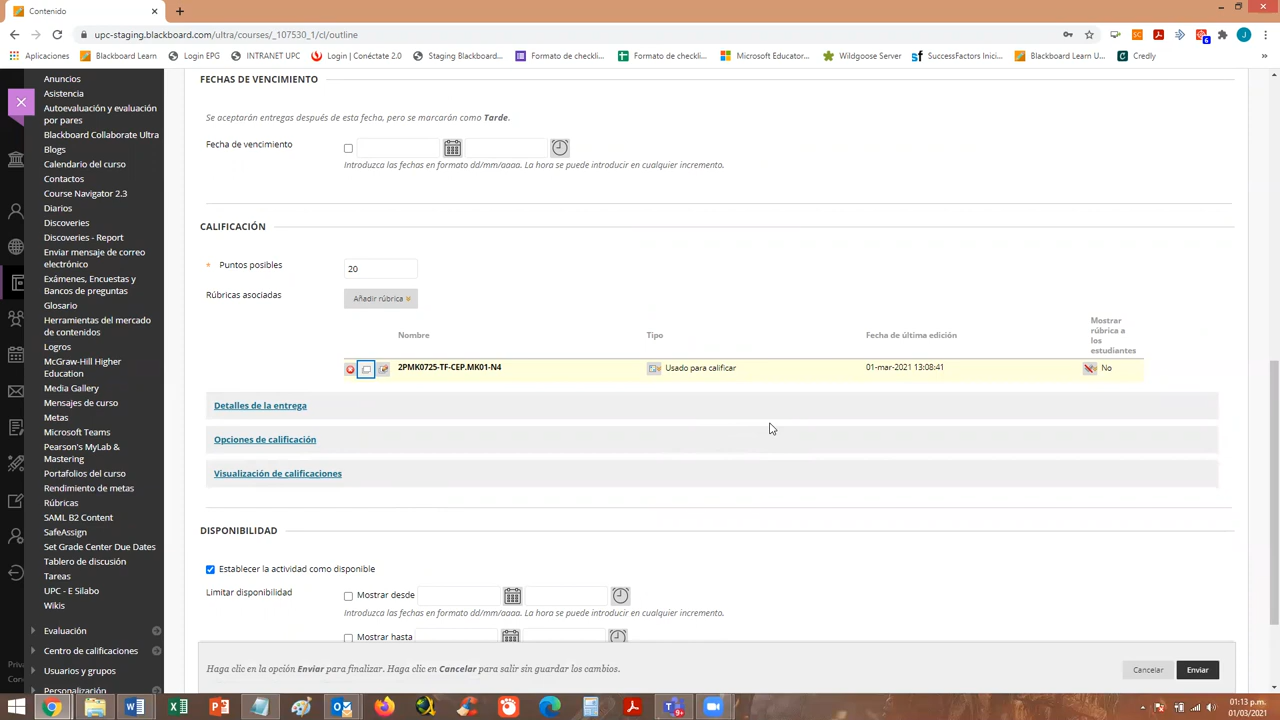 Contenido
upc-staging.blackboard.com/ultra/courses/_107530_1/cl/outline
Aplicaciones
Blackboard Learn
Login EPG
INTRANET UPC
Login | Conéctate 2.0
Staging Blackboard...
Formato de checkli...
Formato de checkli...
Microsoft Educator...
Wildgoose Server
SuccessFactors Inici...
Blackboard Learn U...
Credly
Anuncios
Asistencia
Autoevaluación y evaluación
por pares
Blackboard Collaborate Ultra
Blogs
Calendario del curso
Contactos
Course Navigator 2.3
Diarios
Discoveries
Discoveries - Report
Enviar mensaje de correo
electrónico
Exámenes, Encuestas y
Bancos de preguntas
Glosario
Herramientas del mercado
de contenidos
Logros
McGraw-Hill Higher
Education
Media Gallery
Mensajes de curso
Metas
Microsoft Teams
Pearson's MyLab &
Mastering
Portafolios del curso
Rendimiento de metas
Rúbricas
SAML B2 Content
SafeAssign
Set Grade Center Due Dates
Tablero de discusión
Tareas
UPC - E Silabo
Wikis
Evaluación
Centro de calificaciones
Usuarios y grupos
Personalización
FECHAS DE VENCIMIENTO
Se aceptarán entregas después de esta fecha, pero se marcarán como Tarde.
Fecha de vencimiento
Introduzca las fechas en formato dd/mm/aaaa. La hora se puede introducir en cualquier incremento.
CALIFICACIÓN
* Puntos posibles
20
Rúbricas asociadas
Añadir rúbrica
Nombre
Tipo
Fecha de última edición
Mostrar
rúbrica a
los
estudiantes
2PMK0725-TF-CEP.MK01-N4
Usado para calificar
01-mar-2021 13:08:41
No
Detalles de la entrega
Opciones de calificación
Visualización de calificaciones
DISPONIBILIDAD
Establecer la actividad como disponible
Limitar disponibilidad
Mostrar desde
Introduzca las fechas en formato dd/mm/aaaa. La hora se puede introducir en cualquier incremento.
Mostrar hasta
Haga clic en la opción Enviar para finalizar. Haga clic en Cancelar para salir sin guardar los cambios.
Cancelar
Enviar
01:13 p.m.
01/03/2021